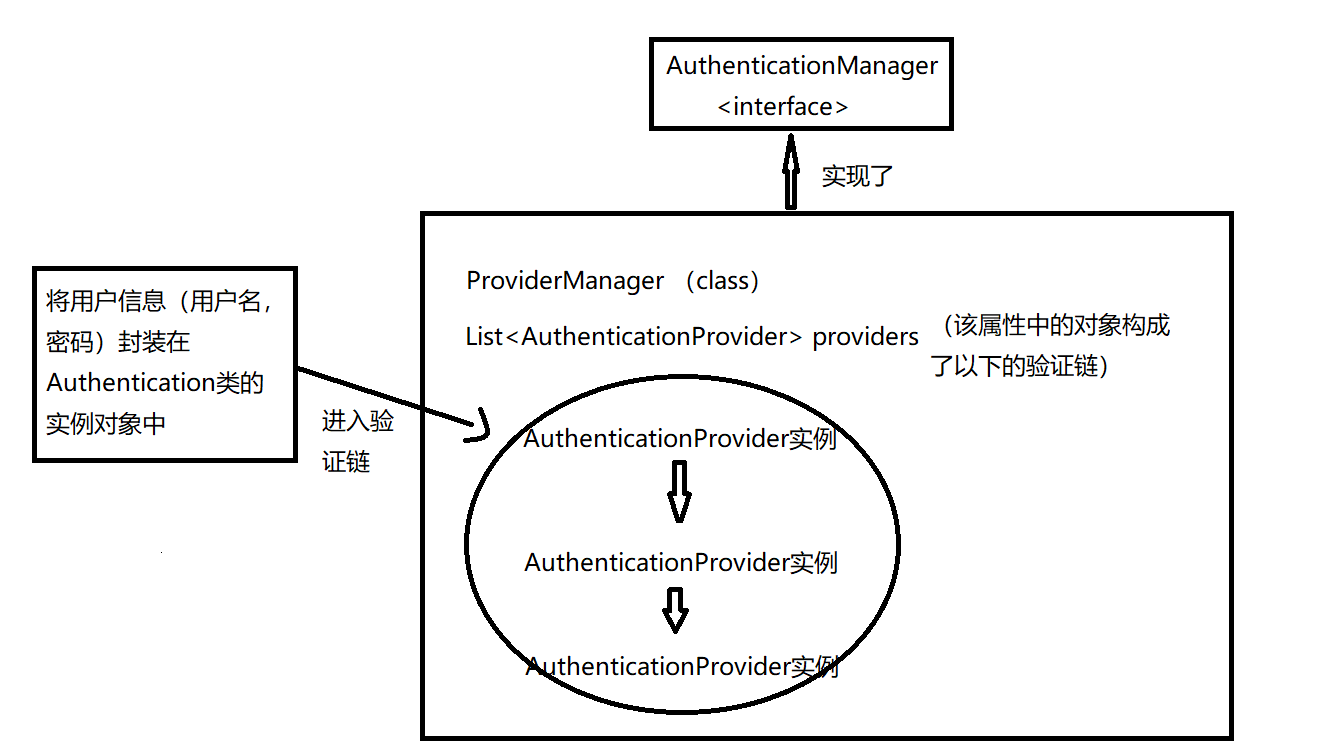 AuthenticationManager
<interface>
实现了
ProviderManager （class）
List<AuthenticationProvider> providers
（该属性中的对象构成
了以下的验证链）
将用户信息（用户名，
密码）封装在
Authentication类的
实例对象中
进入验
证链
AuthenticationProvider实例
AuthenticationProvider实例
AuthenticationProvider实例